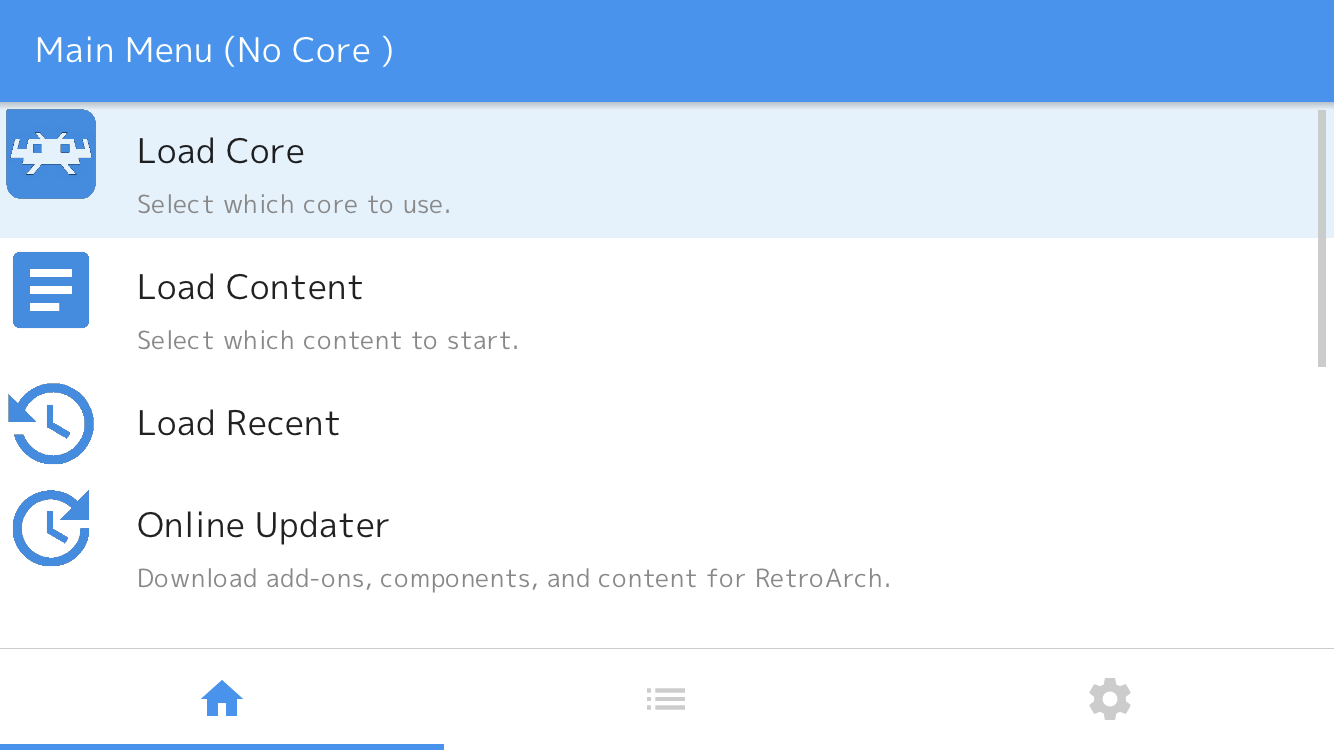 Main Menu (No Core )
Load Core
Select which core to use.
Load Content
Select which content to start.
Load Recent
Online Updater
Download add-ons, components, and content for RetroArch.